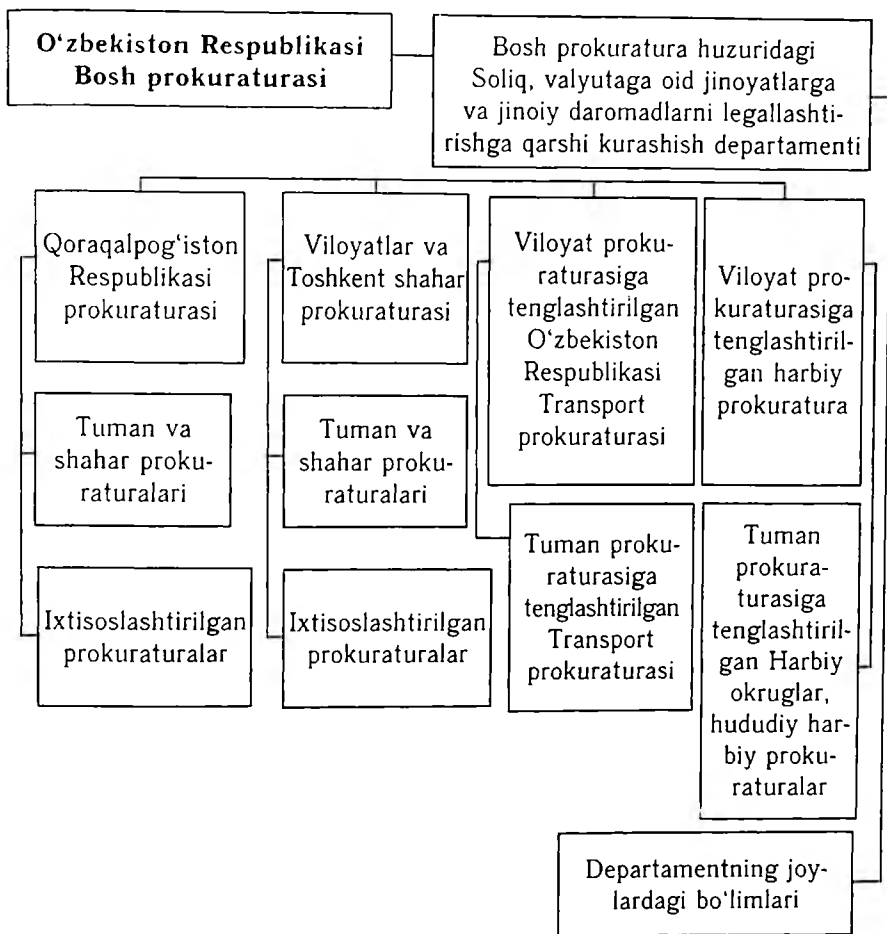 O‘zbekiston Respublikasi
Bosh prokuraturasi
Bosh prokuratura huzuridagi
Soliq, valyutaga oid jinoyatlarga
va jinoiy daromadlarni legallashti-
rishga qarshi kurashish departamenti
Qoraqalpog‘iston
Respublikasi
prokuraturasi
Viloyatlar va
Toshkent shahar
prokuraturasi
Viloyat proku-
raturasiga
tenglashtirilgan
O‘zbekiston
Respublikasi
Transport
prokuraturasi
Viloyat pro-
kuraturasiga
tenglashtiril-
gan harbiy
prokuratura
Tuman va
shahar proku-
raturalari
Tuman va
shahar proku-
raturalari
Tuman proku-
raturasiga
tenglashtirilgan
Transport
prokuraturasi
Tuman
prokura-
turasiga
tenglashtiril-
gan Harbiy
okruglar,
hududiy har-
biy proku-
raturalar
Ixtisoslashtirilgan
prokuraturalar
Ixtisoslashtirilgan
prokuraturalar
Departamentning joy-
lardagi bo‘limlari